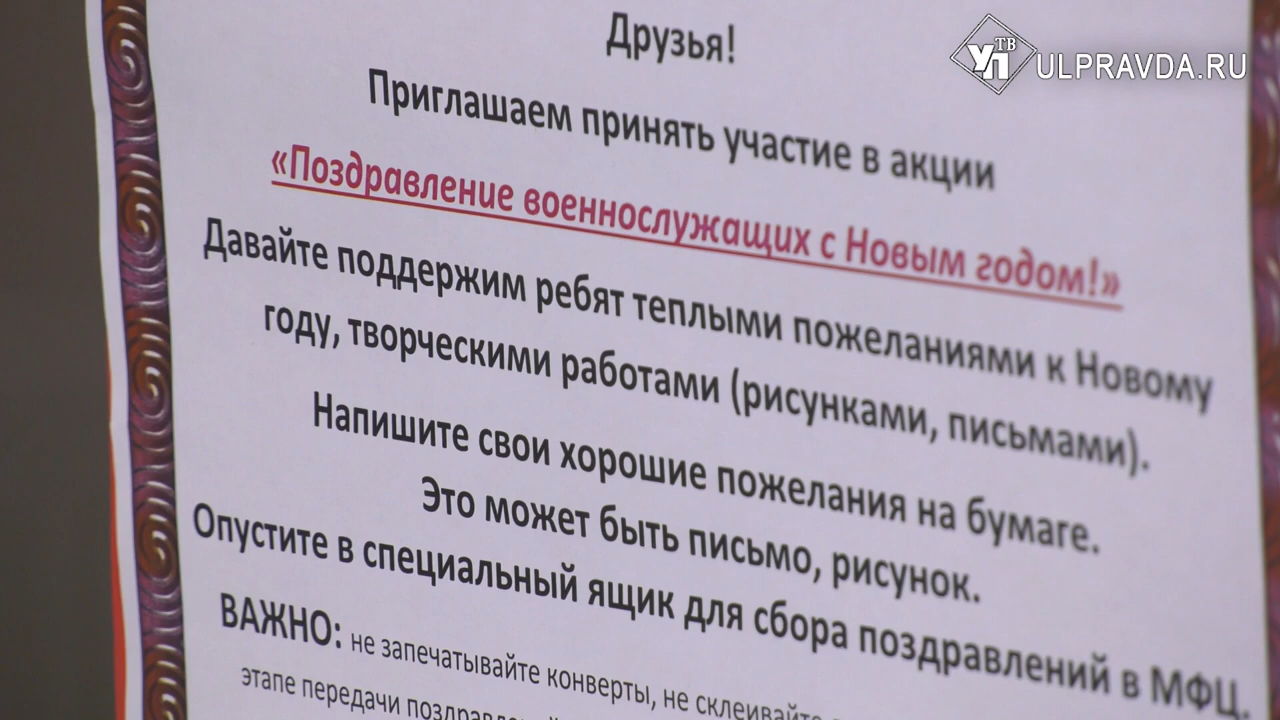 Друзья!
УП ТВ ULPRAVDA.RU
Приглашаем принять участие в акции
«Поздравление военнослужащих с Новым годом!»
Давайте поддержим ребят теплыми пожеланиями к Новому
году, творческими работами (рисунками, письмами).
Напишите свои хорошие пожелания на бумаге.
Это может быть письмо, рисунок.
Опустите в специальный ящик для сбора поздравлений в МФЦ.
ВАЖНО: не запечатывайте конверты, не склеивайте
этапе передачи